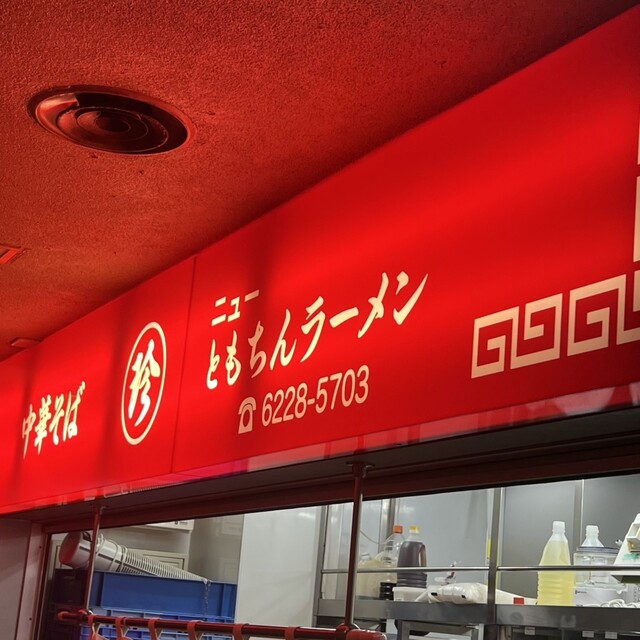 中華そば
珍
ニュー
ともちんラーメン
☎ 6228-5703